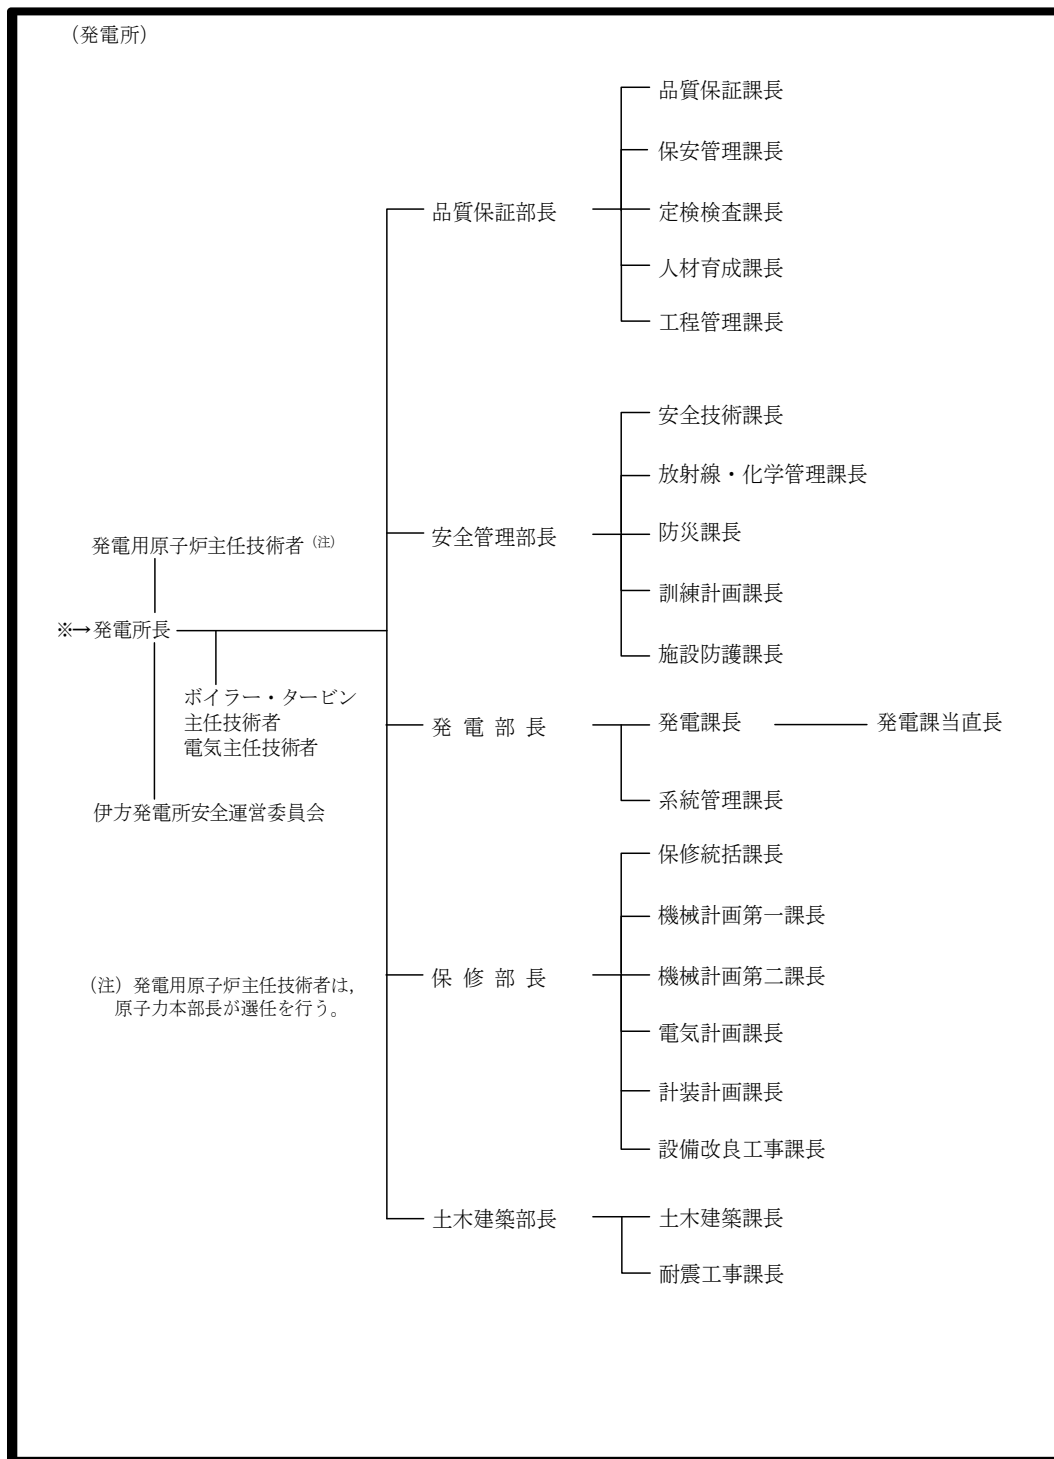 （発電所）
品質保証課長
保安管理課長
品質保証部長
定検検査課長
人材育成課長
工程管理課長
安全技術課長
放射線・化学管理課長
安全管理部長
防災課長
訓練計画課長
施設防護課長
発電用原子炉主任技術者（注）
※→発電所長
ボイラー・タービン
主任技術者
電気主任技術者
伊方発電所安全運営委員会
発電部長
発電課長
発電課当直長
系統管理課長
保修統括課長
機械計画第一課長
保修部長
機械計画第二課長
電気計画課長
計装計画課長
設備改良工事課長
（注）発電用原子炉主任技術者は，
原子力本部長が選任を行う。
土木建築部長
土木建築課長
耐震工事課長